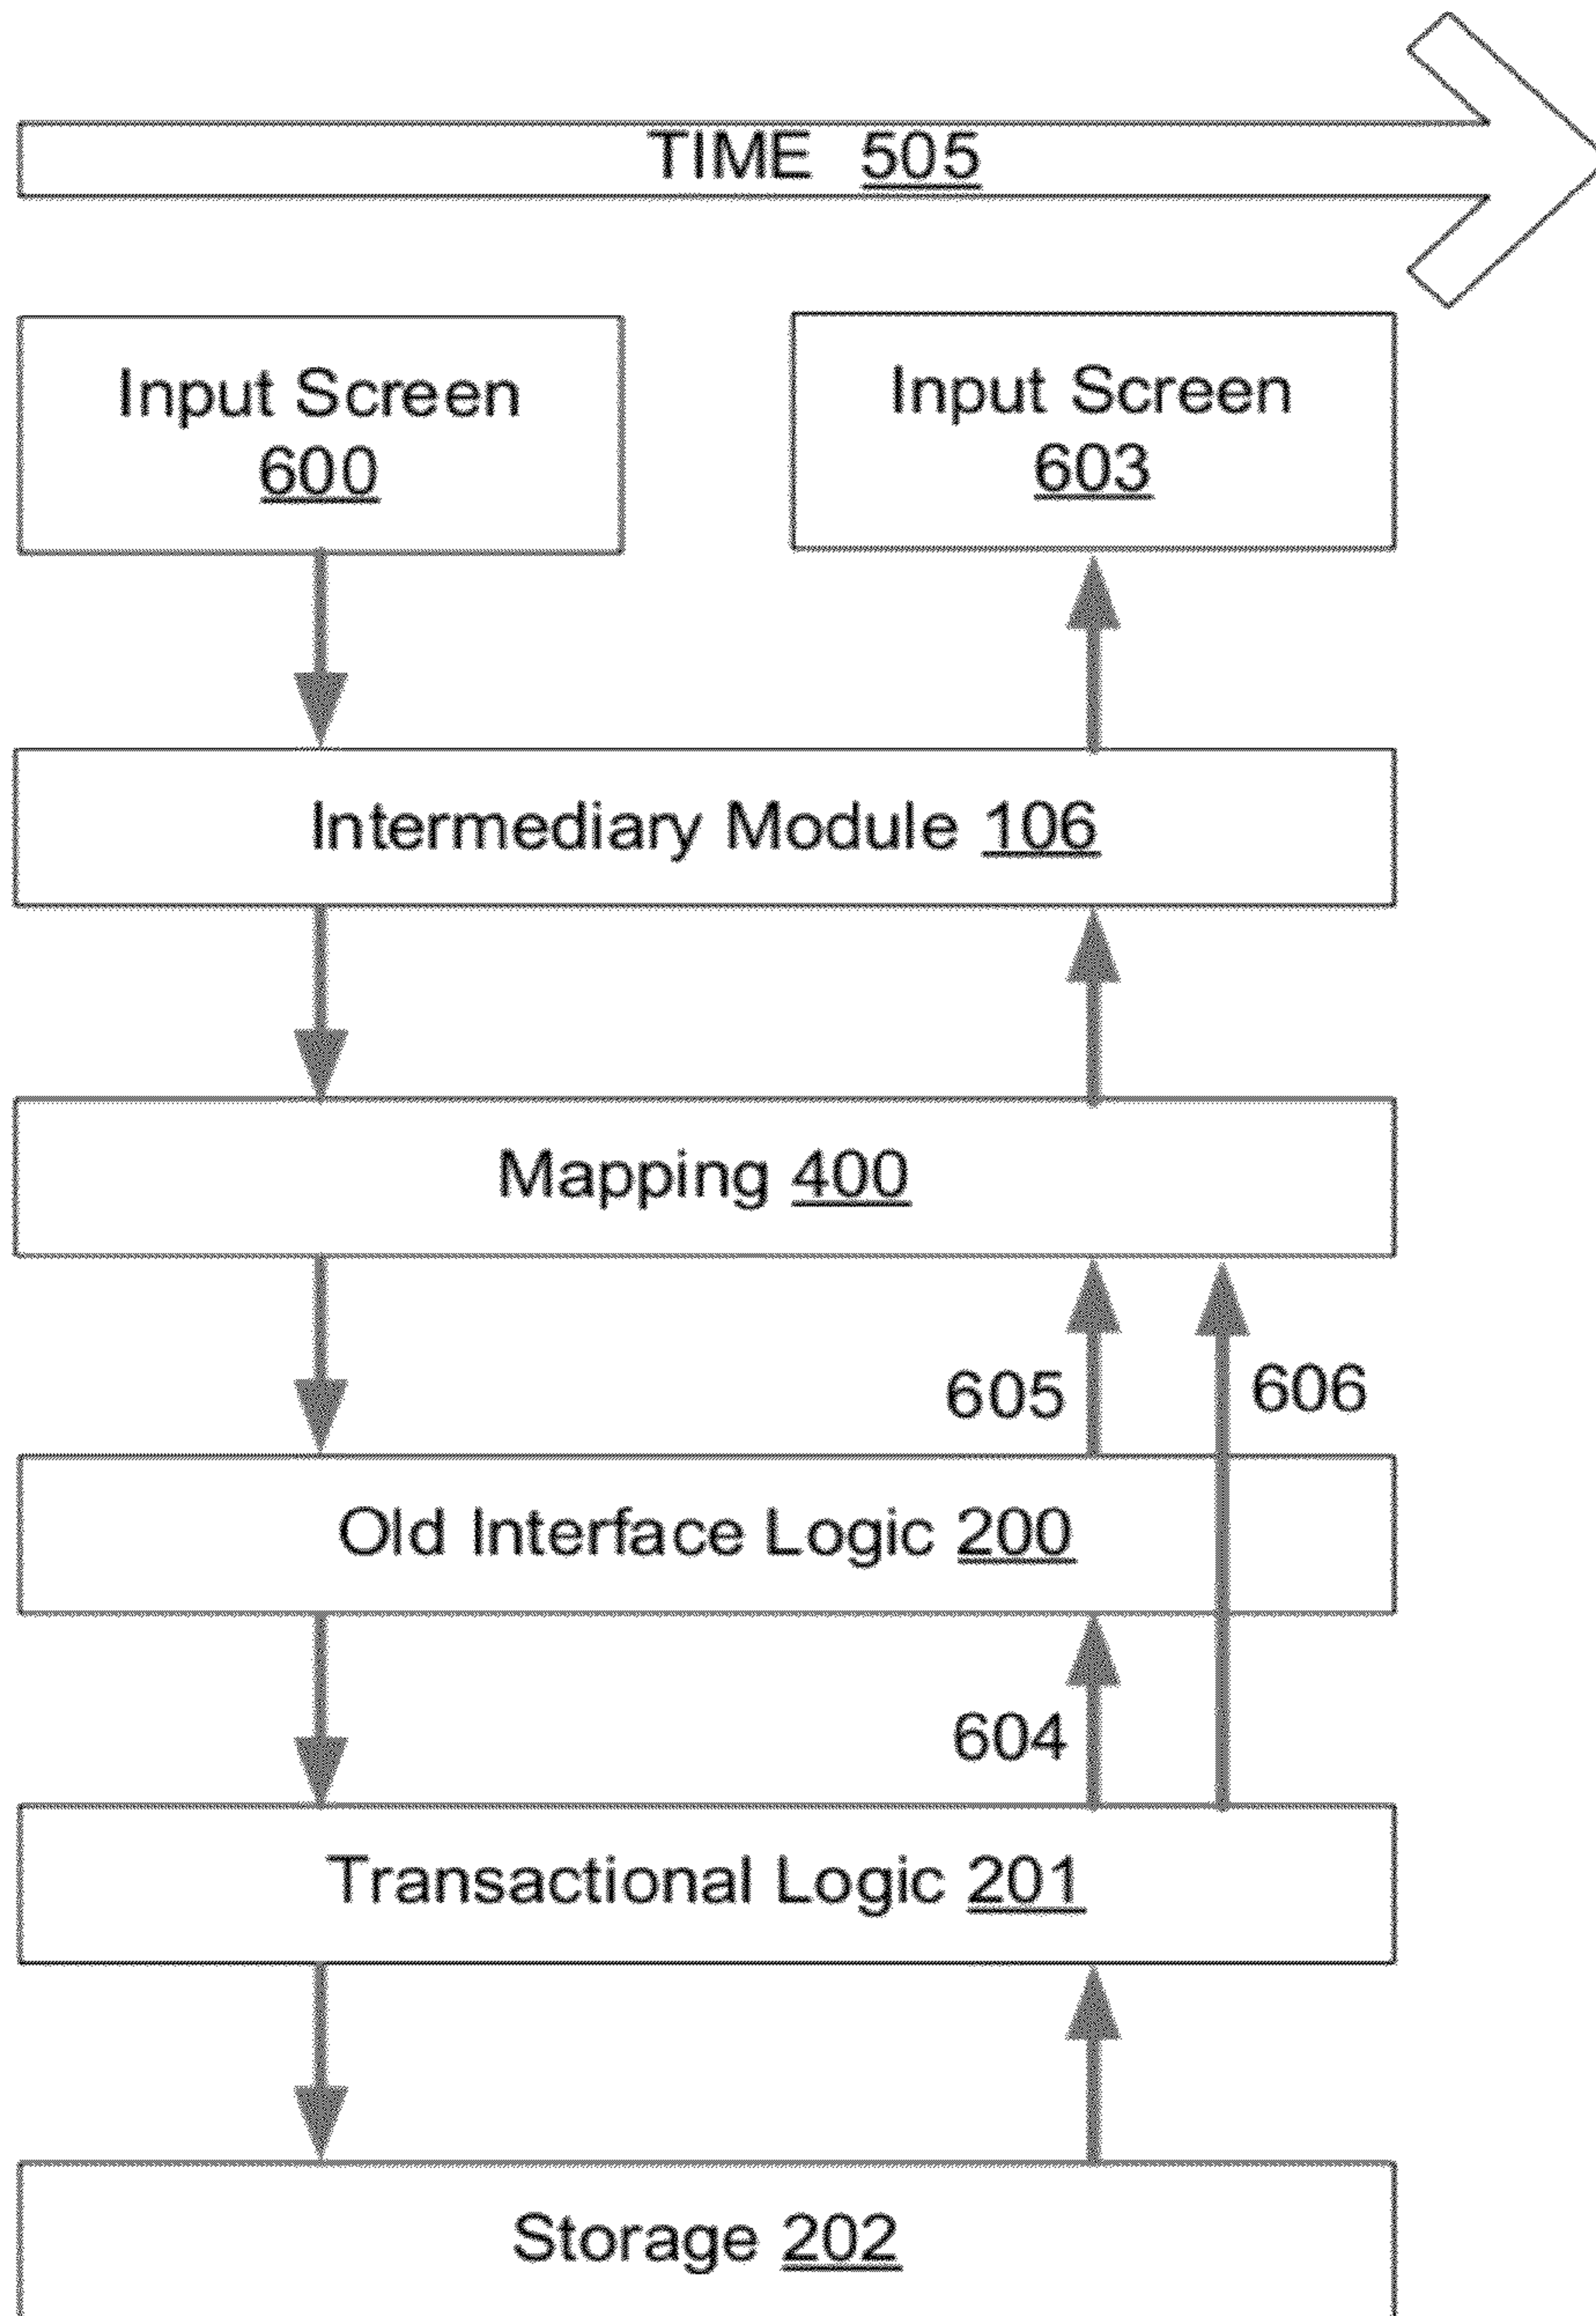 TIME 505
Input Screen
600
Input Screen
603
Intermediary Module 106
Mapping 400
605
606
Old Interface Logic 200
604
Transactional Logic 201
Storage 202